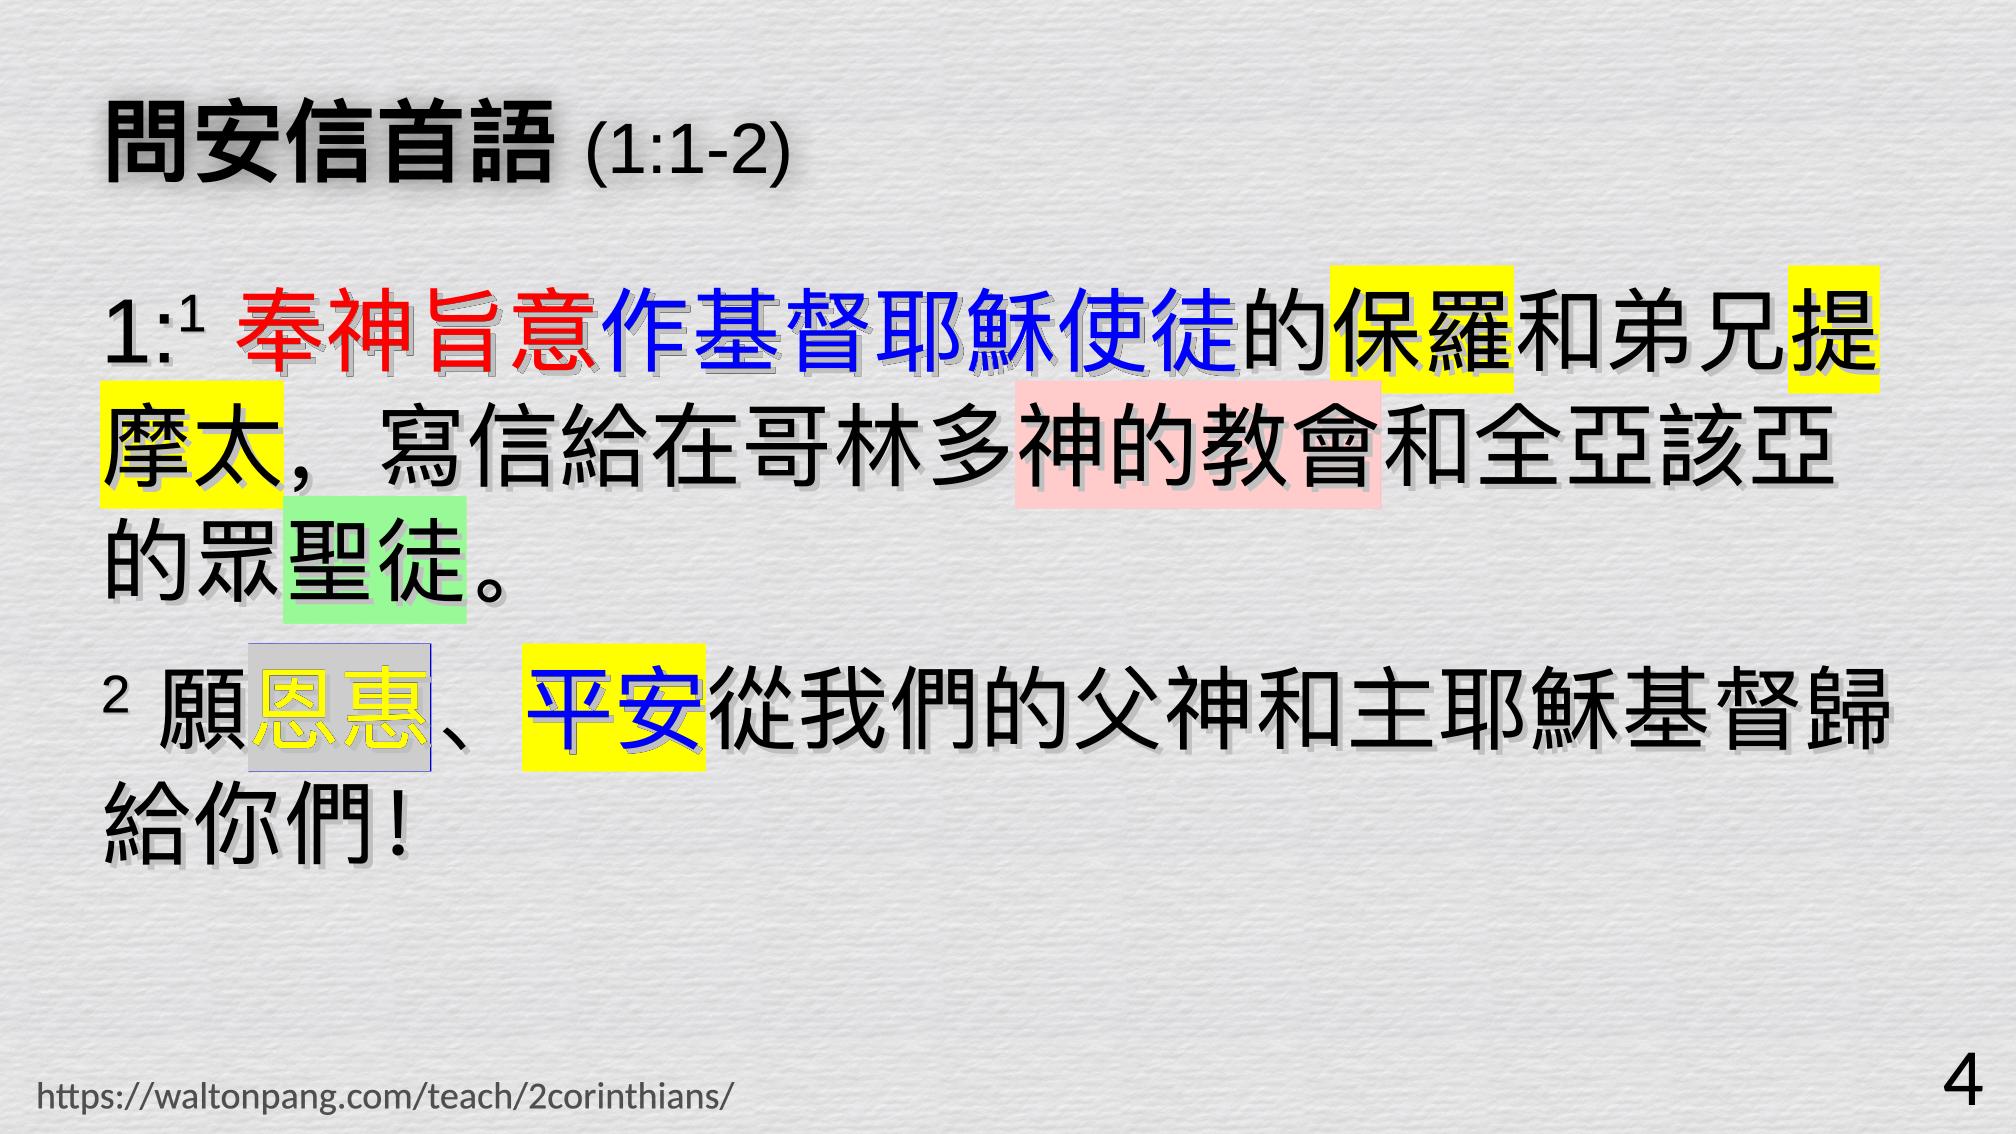 問安信首語 (1:1-2)
1:1 奉神旨意作基督耶穌使徒的保羅和弟兄提
摩太，寫信給在哥林多神的教會和全亞該亞
的眾聖徒。
2 願恩惠、平安從我們的父神和主耶穌基督歸
給你們！
https://waltonpang.com/teach/2corinthians/
4